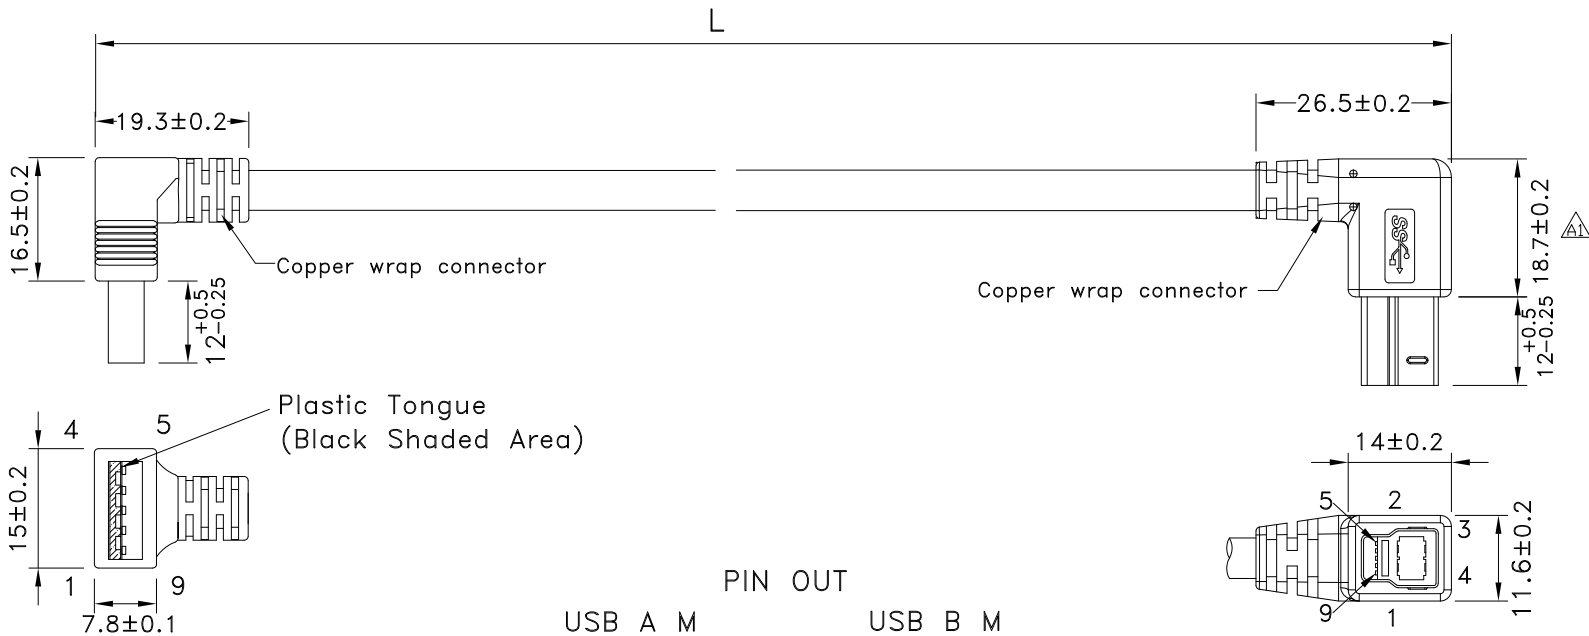 L
19.3±0.2
26.5±0.2
16.5±0.2
18.7±0.2
A1
Copper wrap connector
Copper wrap connector
12+0.5-0.25
12+0.5-0.25
SS
Plastic Tongue
(Black Shaded Area)
4
5
15±0.2
1
9
7.8±0.1
14±0.2
5
2
3
4
9
1
11.6±0.2
PIN OUT
USB A M
USB B M